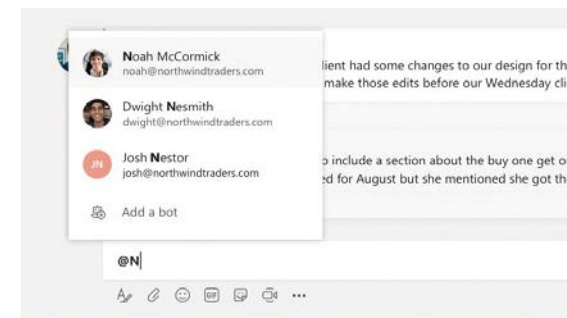 Noah McCormick
noah@northwindtraders.com
lient had some changes to our design for th
make those edits before our Wednesday cli
Dwight Nesmith
dwight@northwindtraders.com
JN
Josh Nestor
josh@northwindtraders.com
o include a section about the buy one get o
ed for August but she mentioned she got th
Add a bot
@N
GIF